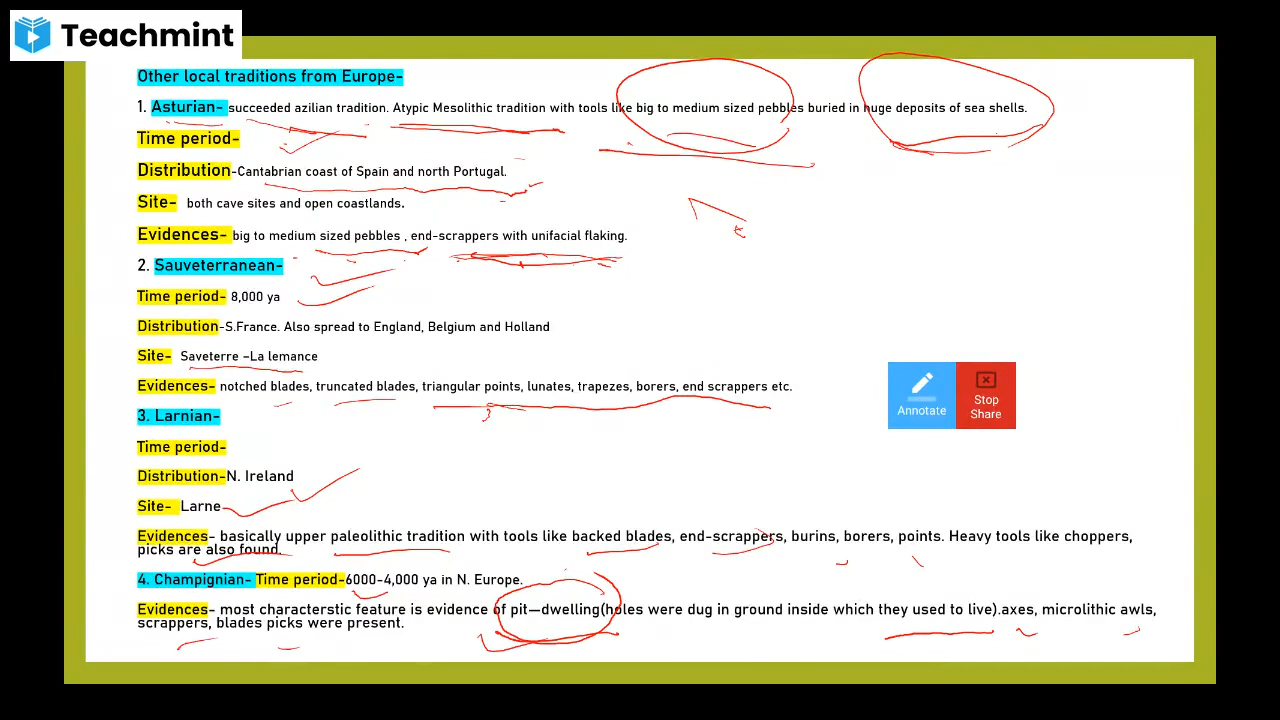 Teachmint
Other local traditions from Europe-
1. Asturian- succeeded azilian tradition. Atypic Mesolithic tradition with tools like big to medium sized pebbles buried in huge deposits of sea shells.
Time period-
Distribution-Cantabrian coast of Spain and north Portugal.
Site- both cave sites and open coastlands.
Evidences- big to medium sized pebbles , end-scrappers with unifacial flaking.
2. Sauveterranean-
Time period- 8,000 ya
Distribution-S.France. Also spread to England, Belgium and Holland
Site- Saveterre –La lemance
Evidences- notched blades, truncated blades, triangular points, lunates, trapezes, borers, end scrappers etc.
Annotate
Stop
Share
3. Larnian-
Time period-
Distribution-N. Ireland
Site- Larne
Evidences- basically upper paleolithic tradition with tools like backed blades, end-scrappers, burins, borers, points. Heavy tools like choppers,
picks are also found.
4. Champignian- Time period-6000-4,000 ya in N. Europe.
Evidences- most characterstic feature is evidence of pit—dwelling(holes were dug in ground inside which they used to live).axes, microlithic awls,
scrappers, blades picks were present.